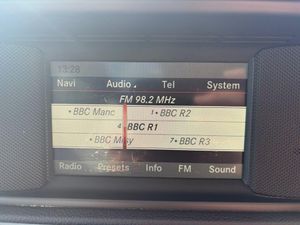 13:28
Navi Audio Tel System
FM 98.2 MHz
BBC Manc 1 BBC R2
4 BBC R1
BBC 7 BBC R3
Radio Presets Info FM Sound